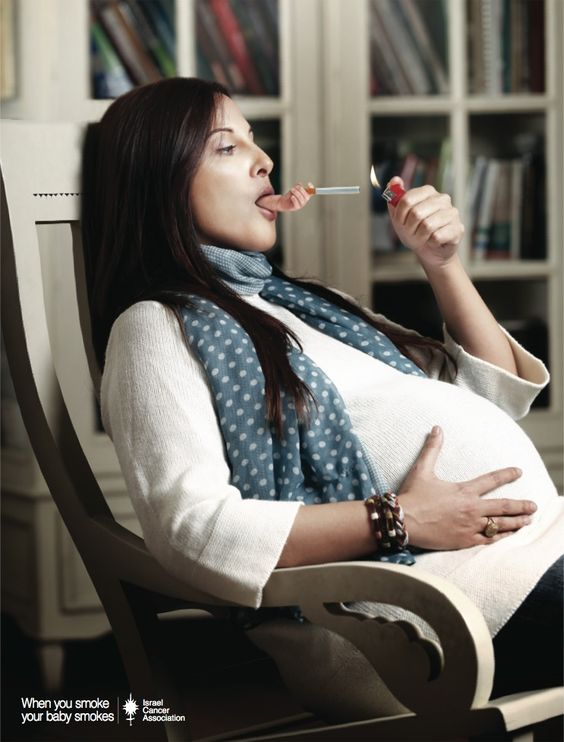 When you smoke
your baby smokes
Israel
Cancer
Association